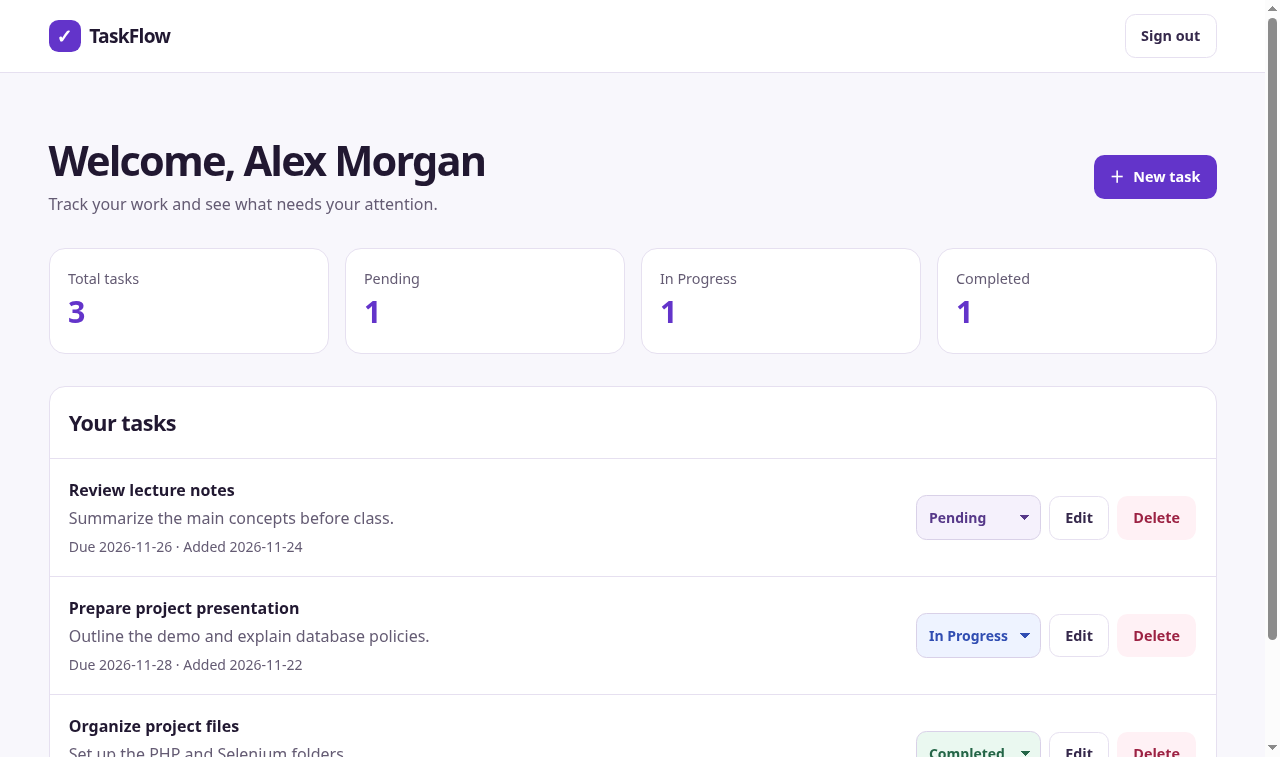 ✓ TaskFlow
Sign out
Welcome, Alex Morgan
Track your work and see what needs your attention.
+ New task
Total tasks
3
Pending
1
In Progress
1
Completed
1
Your tasks
Review lecture notes
Summarize the main concepts before class.
Due 2026-11-26 · Added 2026-11-24
Pending
Edit
Delete
Prepare project presentation
Outline the demo and explain database policies.
Due 2026-11-28 · Added 2026-11-22
In Progress
Edit
Delete
Organize project files
Set up the PHP and Selenium folders.
Completed
Edit
Delete